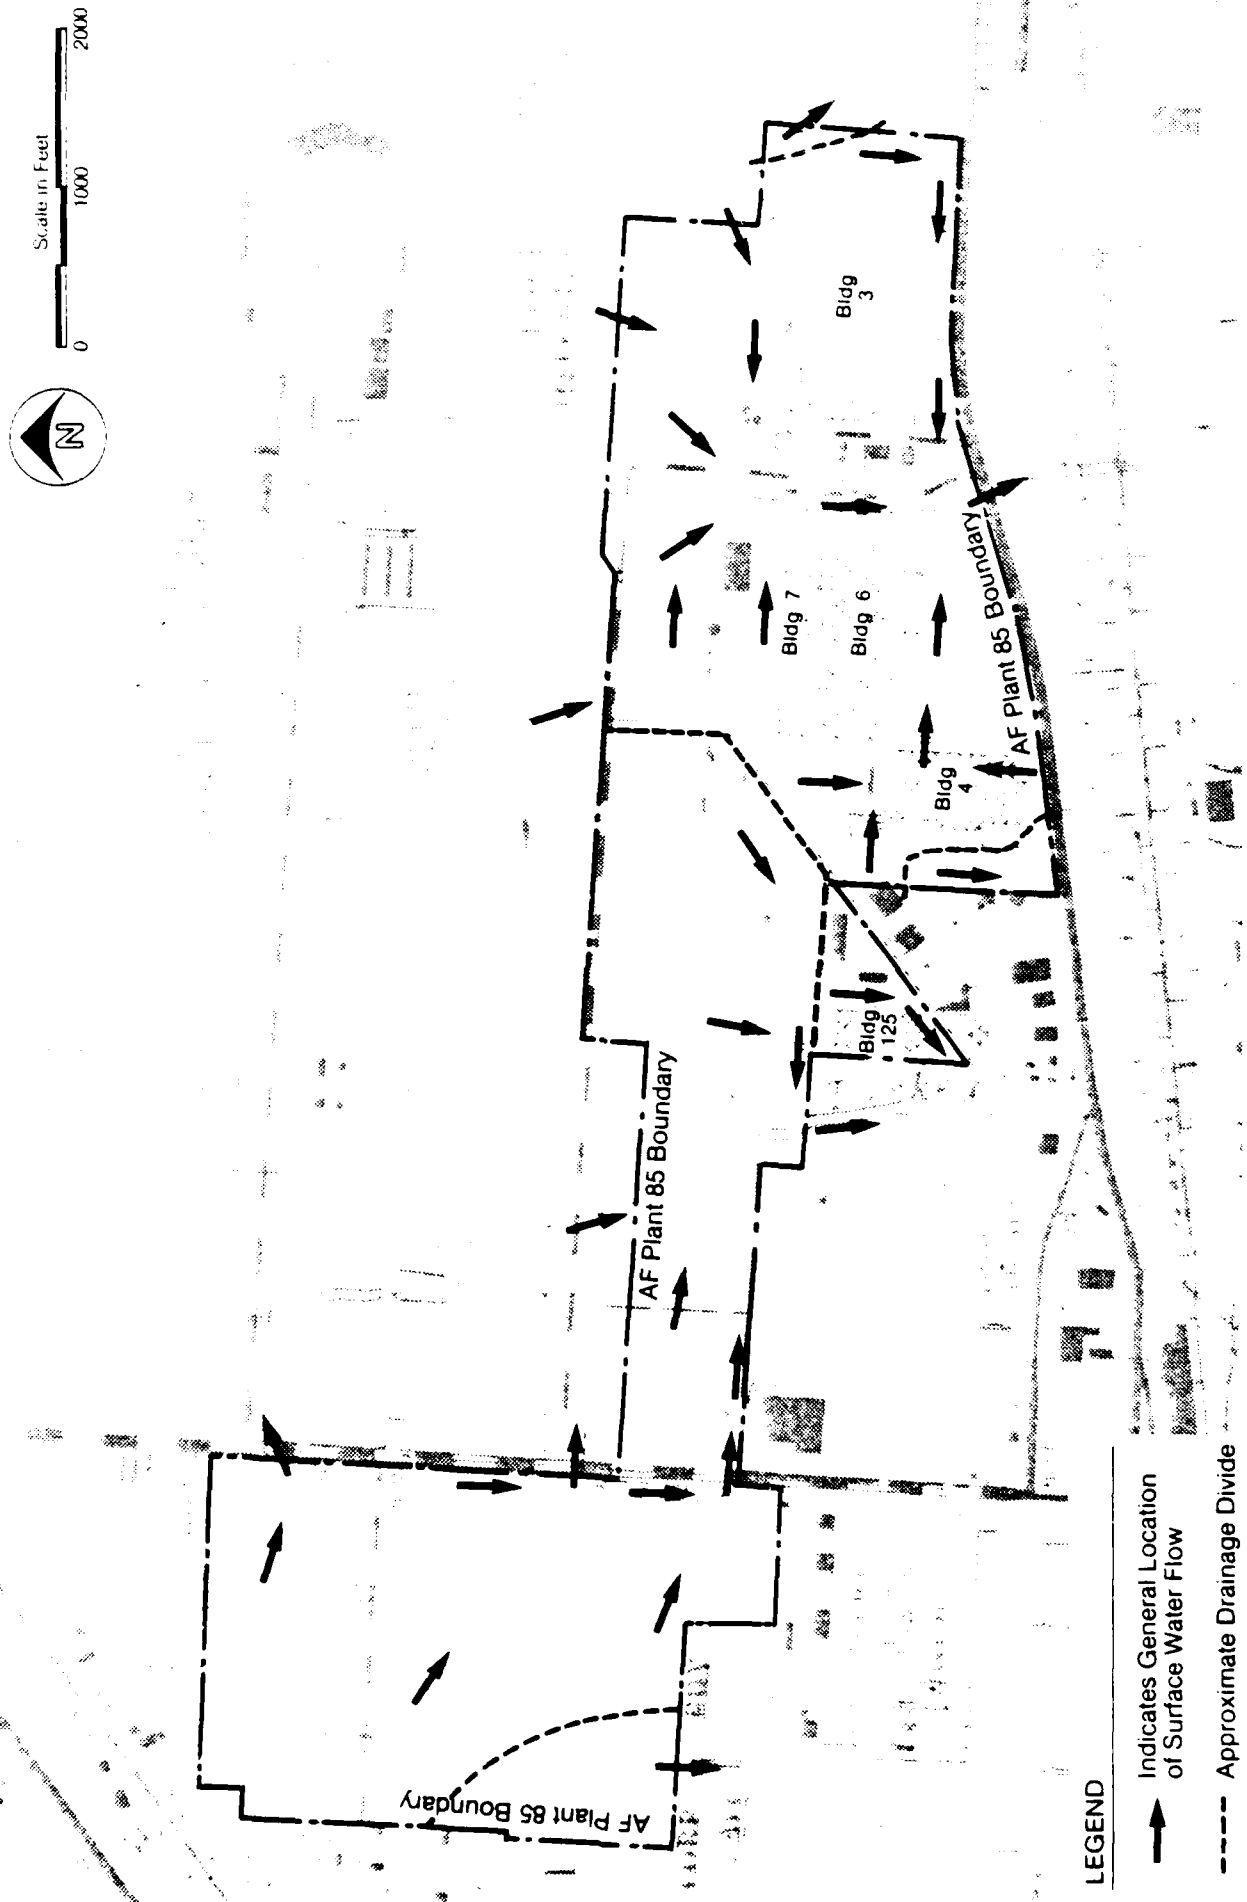 Scale in Feet
0 1000 2000
N
AF Plant 85 Boundary
AF Plant 85 Boundary
AF Plant 85 Boundary
Bldg
125
Bldg
4
Bldg 7
Bldg 6
Bldg
3
LEGEND
Indicates General Location
of Surface Water Flow
Approximate Drainage Divide